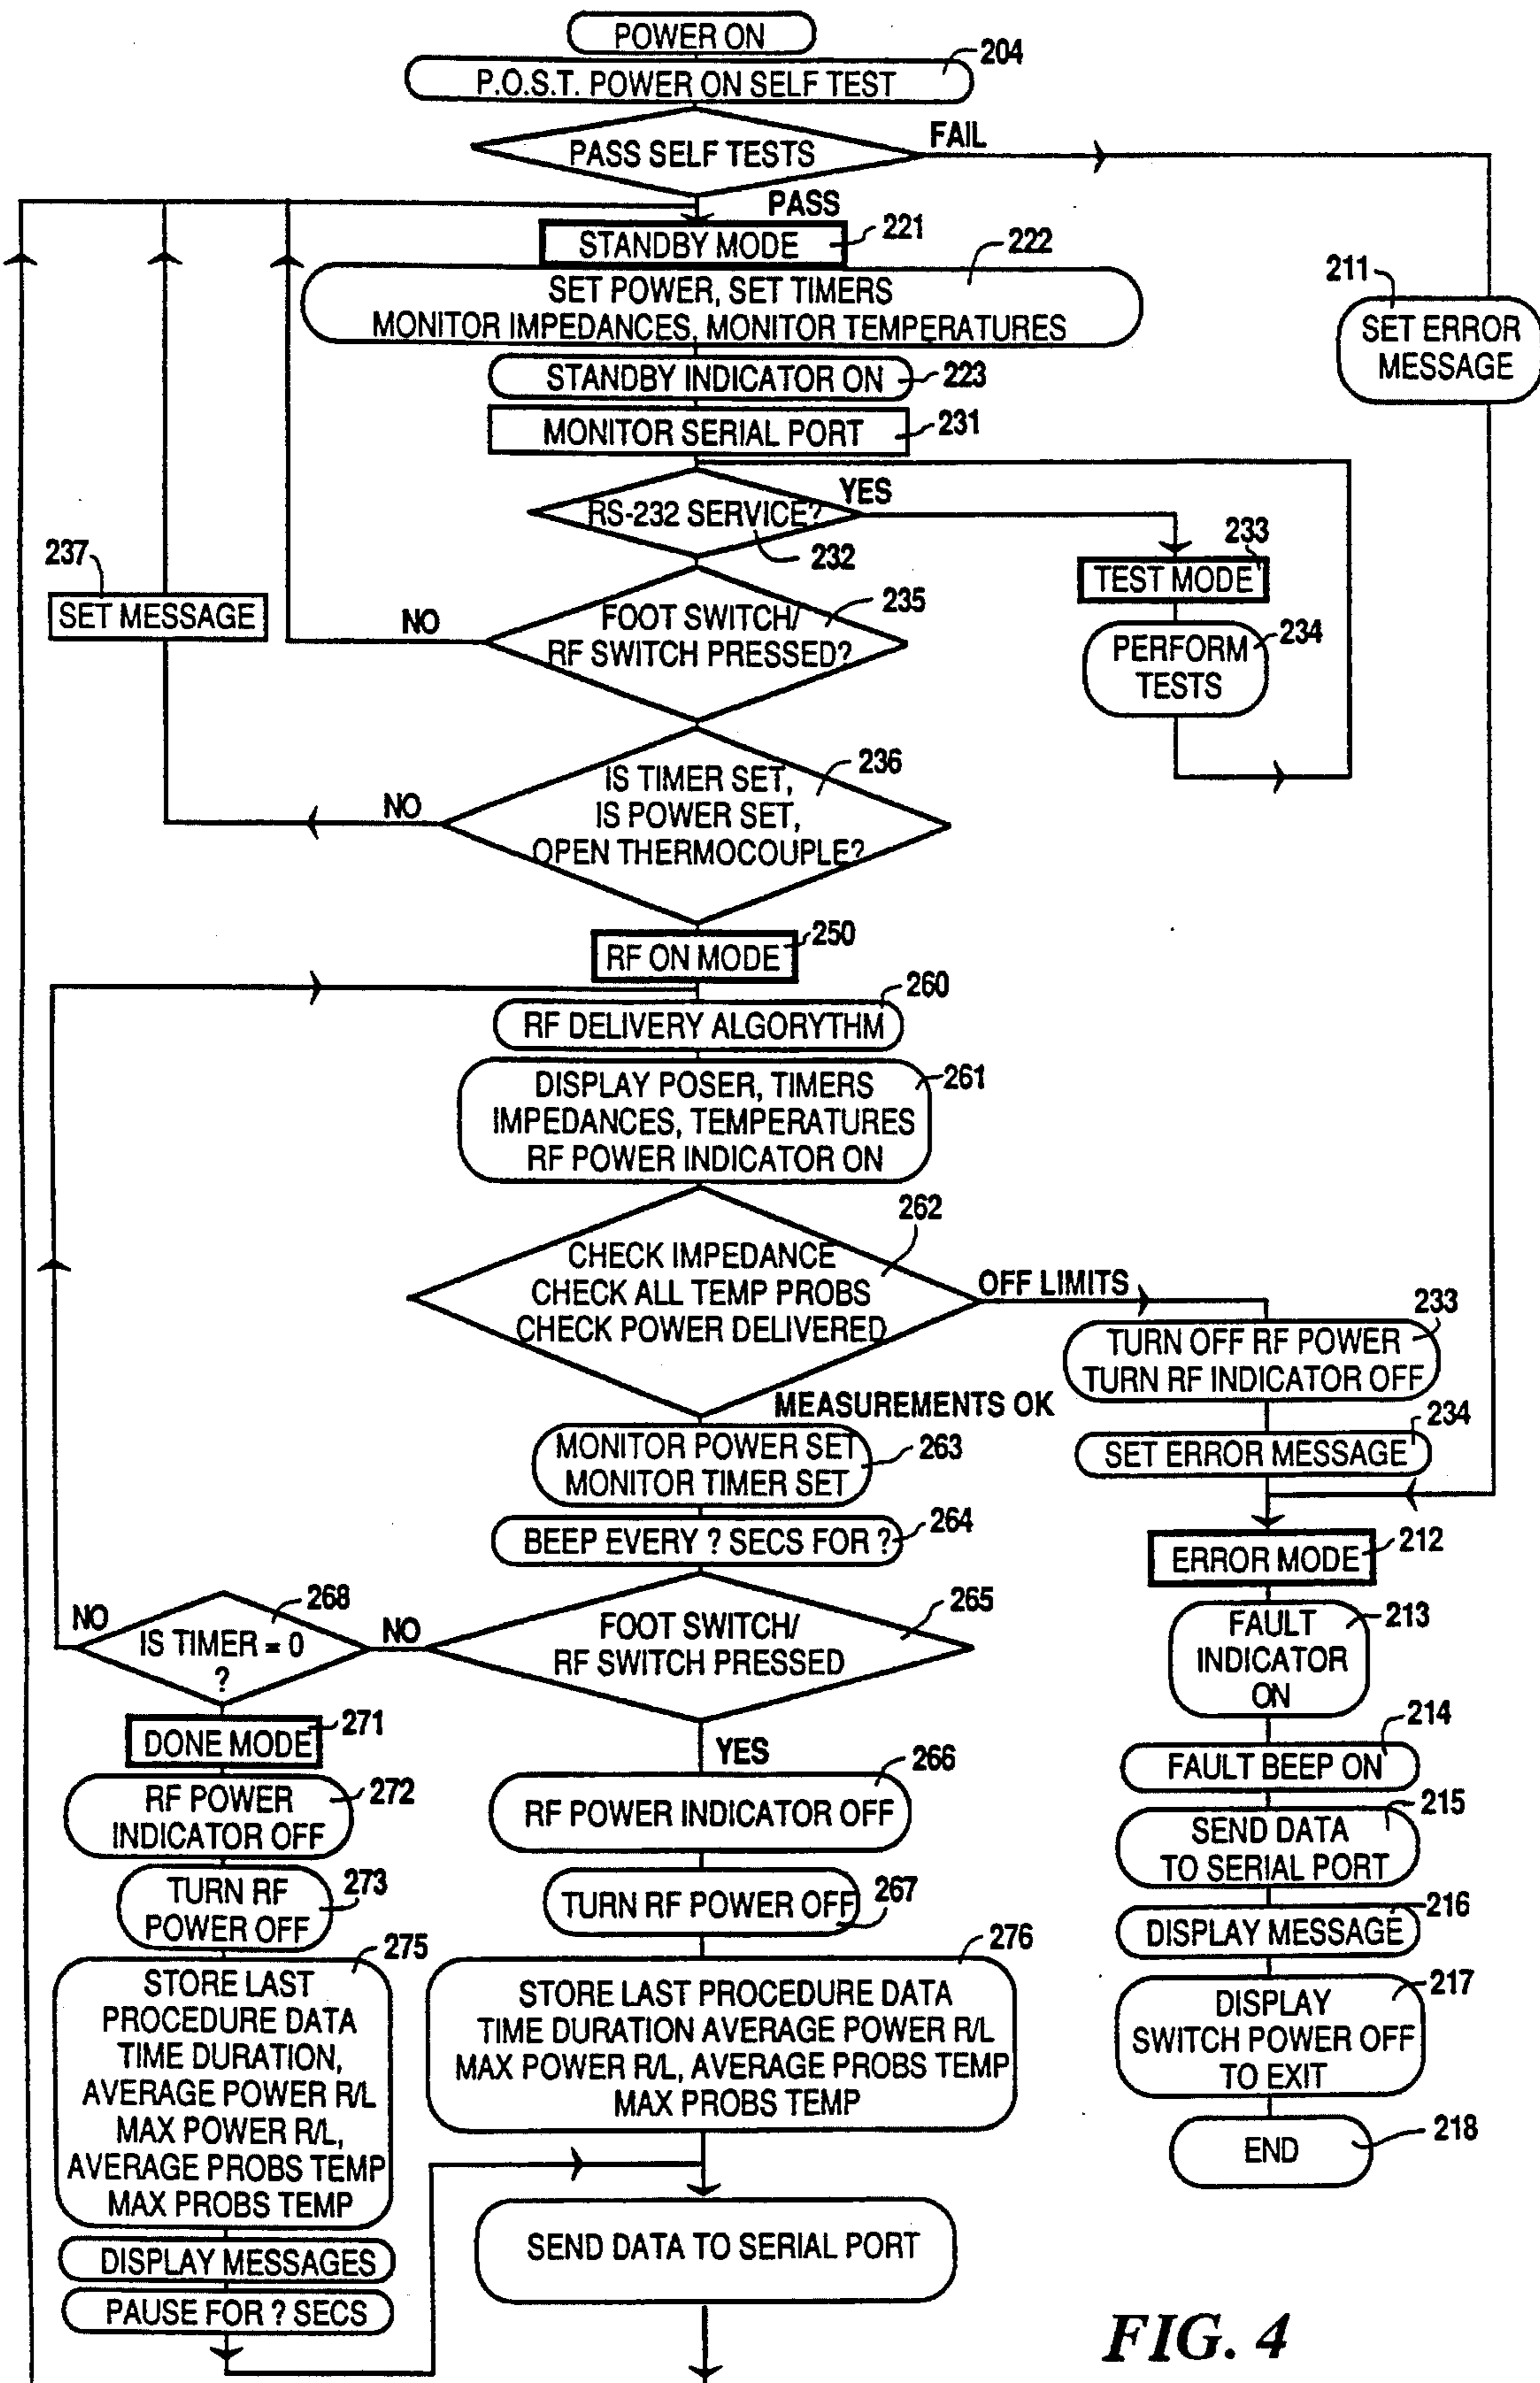 POWER ON
204
P.O.S.T. POWER ON SELF TEST
FAIL
PASS SELF TESTS
PASS
STANDBY MODE
221
222
SET POWER, SET TIMERS
MONITOR IMPEDANCES, MONITOR TEMPERATURES
211
SET ERROR
MESSAGE
STANDBY INDICATOR ON
223
MONITOR SERIAL PORT
231
YES
RS-232 SERVICE?
232
233
TEST MODE
237
SET MESSAGE
NO
FOOT SWITCH/
RF SWITCH PRESSED?
235
PERFORM
TESTS
234
IS TIMER SET,
IS POWER SET,
OPEN THERMOCOUPLE?
236
NO
RF ON MODE
250
260
RF DELIVERY ALGORYTHM
DISPLAY POSER, TIMERS
IMPEDANCES, TEMPERATURES
RF POWER INDICATOR ON
261
262
CHECK IMPEDANCE
CHECK ALL TEMP PROBS
CHECK POWER DELIVERED
OFF LIMITS
233
TURN OFF RF POWER
TURN RF INDICATOR OFF
MEASUREMENTS OK
234
SET ERROR MESSAGE
MONITOR POWER SET
MONITOR TIMER SET
263
BEEP EVERY ? SECS FOR ?
264
ERROR MODE
212
NO
268
IS TIMER = 0
?
NO
FOOT SWITCH/
RF SWITCH PRESSED
265
FAULT
INDICATOR
ON
213
DONE MODE
271
YES
214
FAULT BEEP ON
RF POWER
INDICATOR OFF
272
266
RF POWER INDICATOR OFF
215
SEND DATA
TO SERIAL PORT
TURN RF
POWER OFF
273
TURN RF POWER OFF
267
216
DISPLAY MESSAGE
275
STORE LAST
PROCEDURE DATA
TIME DURATION,
AVERAGE POWER R/L
MAX POWER R/L,
AVERAGE PROBS TEMP
MAX PROBS TEMP
276
STORE LAST PROCEDURE DATA
TIME DURATION AVERAGE POWER R/L
MAX POWER R/L, AVERAGE PROBS TEMP
MAX PROBS TEMP
217
DISPLAY
SWITCH POWER OFF
TO EXIT
END
218
DISPLAY MESSAGES
PAUSE FOR ? SECS
SEND DATA TO SERIAL PORT
FIG. 4